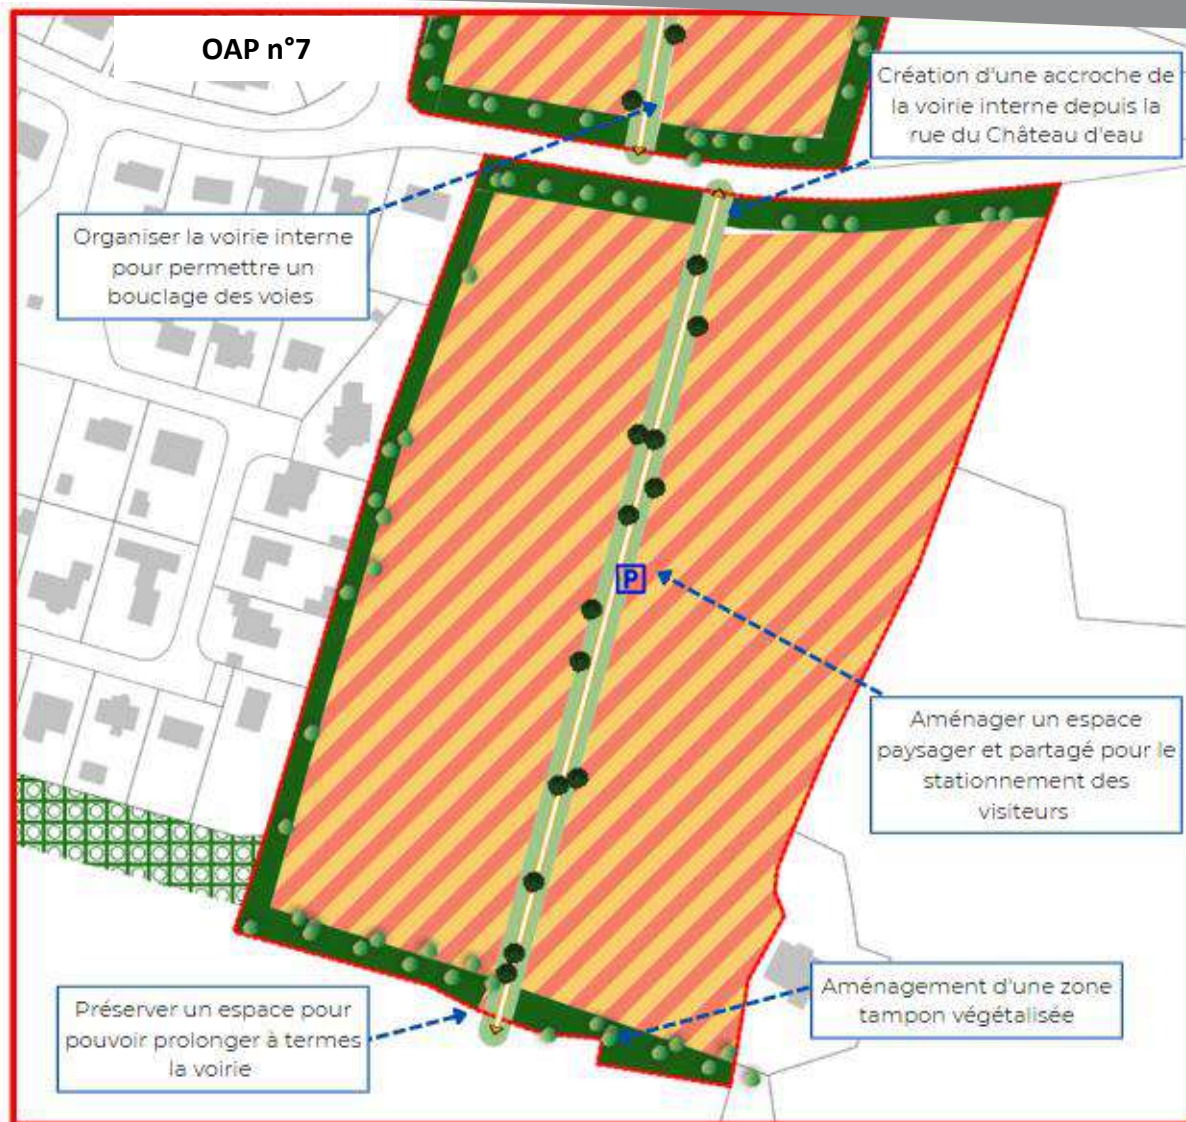 OAP n°7
Création d'une accroche de
la voirie interne depuis la
rue du Château d'eau
Organiser la voirie interne
pour permettre un
bouclage des voies
P
Aménager un espace
paysager et partagé pour le
stationnement des
visiteurs
Aménagement d'une zone
tampon végétalisée
Préserver un espace pour
pouvoir prolonger à termes
la voirie